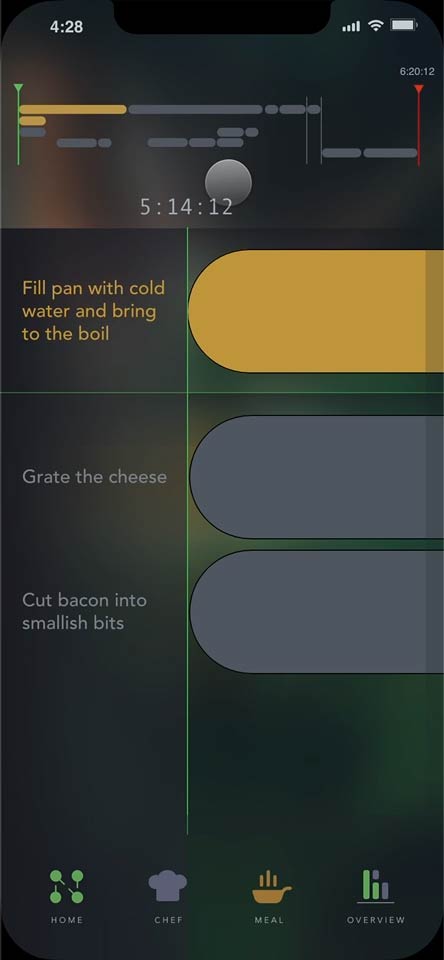 4:28
6:20:12
5:14:12
Fill pan with cold
water and bring
to the boil
Grate the cheese
Cut bacon into
smallish bits
HOME
CHEF
MEAL
OVERVIEW